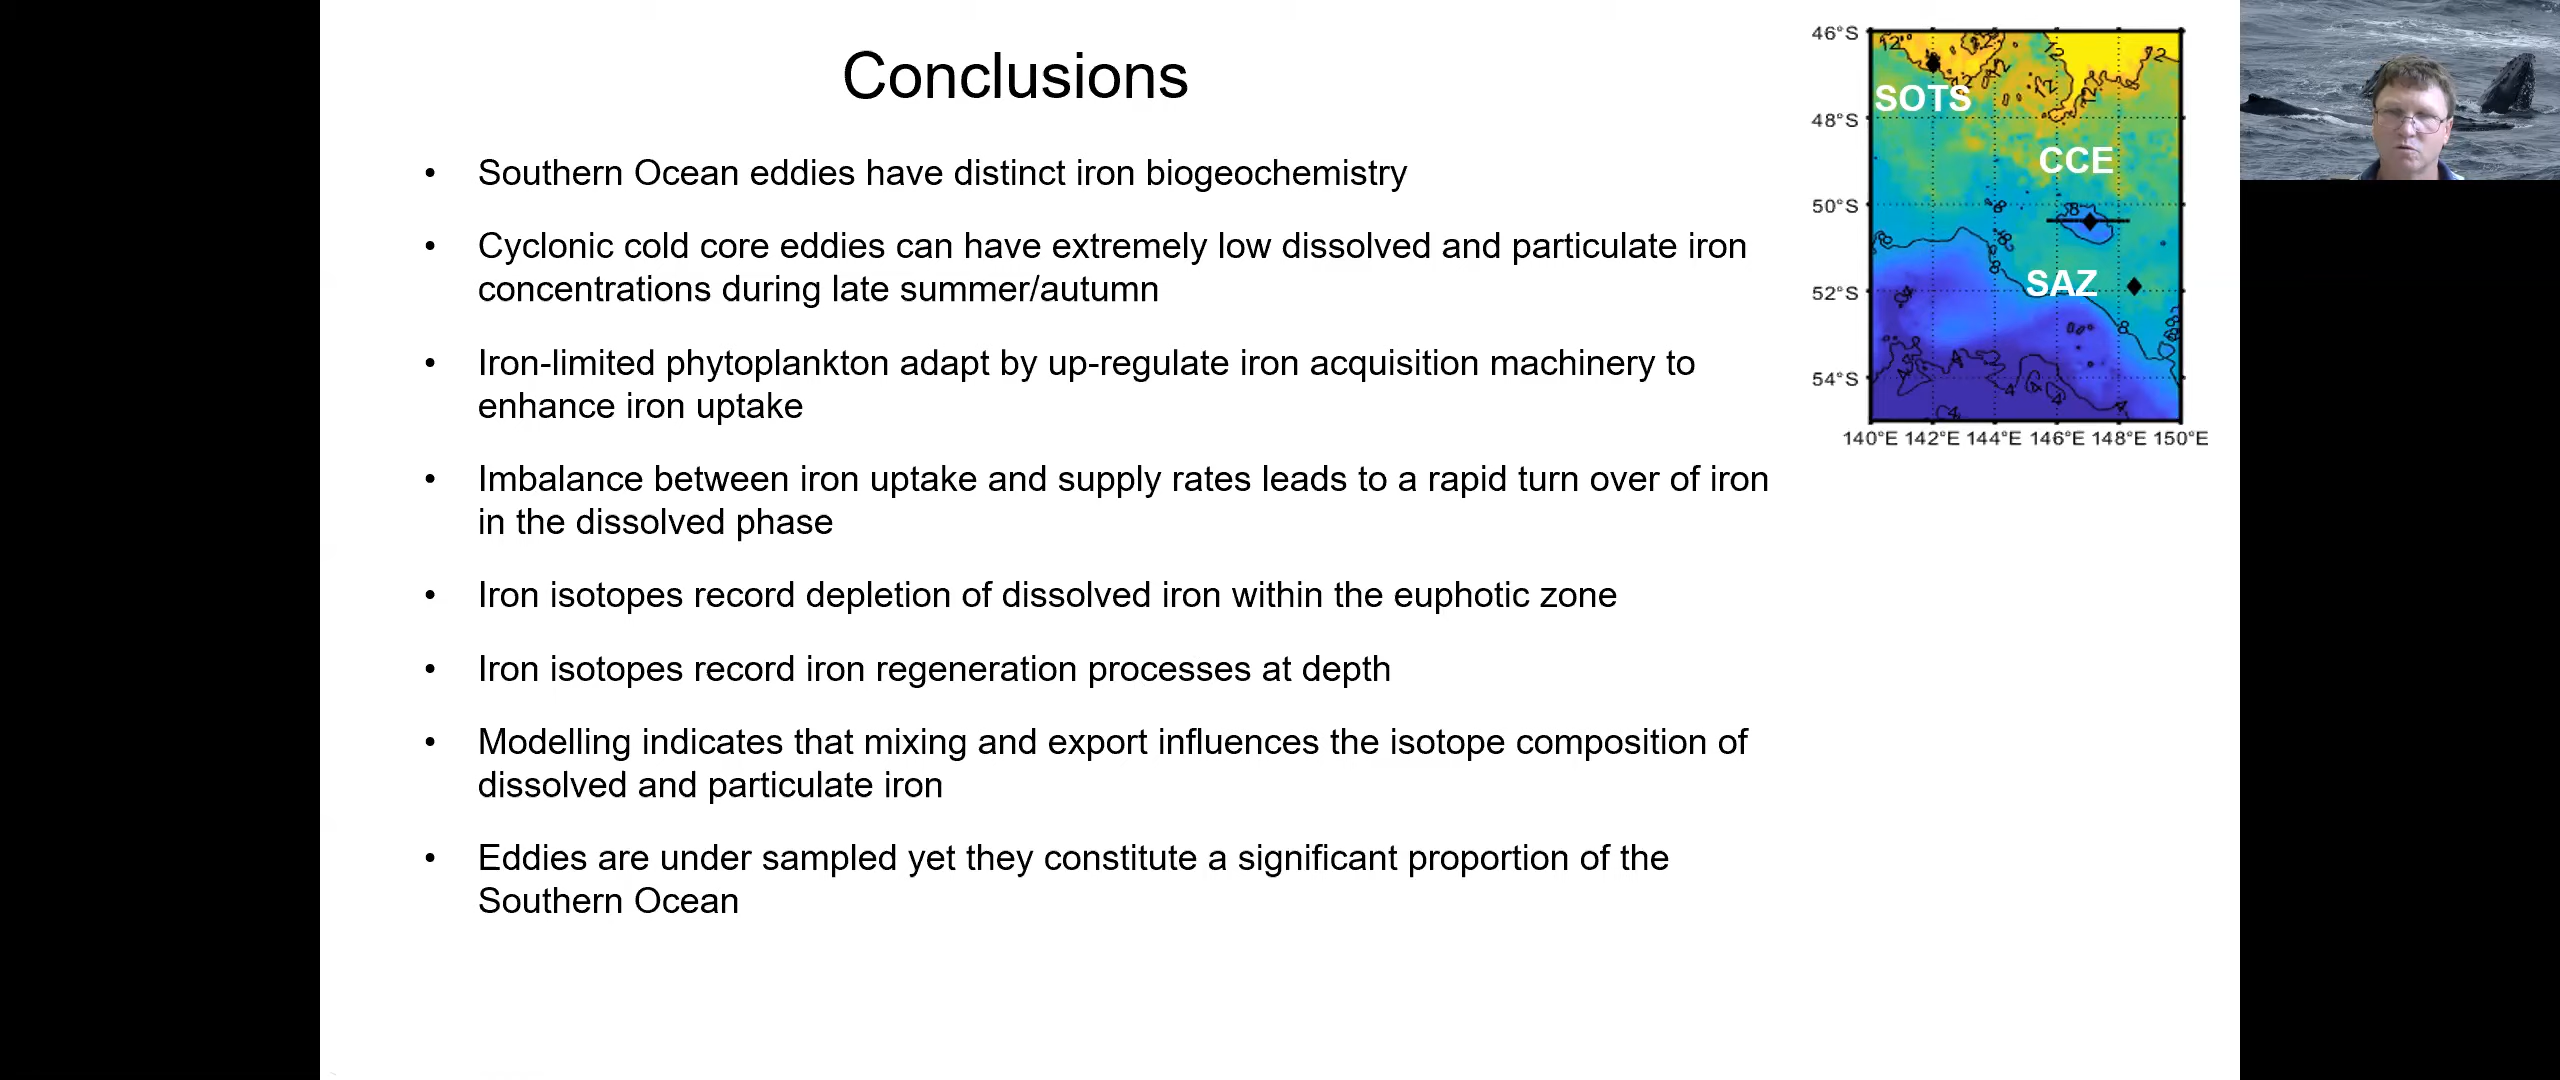 Conclusions
• Southern Ocean eddies have distinct iron biogeochemistry
• Cyclonic cold core eddies can have extremely low dissolved and particulate iron
concentrations during late summer/autumn
• Iron-limited phytoplankton adapt by up-regulate iron acquisition machinery to
enhance iron uptake
• Imbalance between iron uptake and supply rates leads to a rapid turn over of iron
in the dissolved phase
• Iron isotopes record depletion of dissolved iron within the euphotic zone
• Iron isotopes record iron regeneration processes at depth
• Modelling indicates that mixing and export influences the isotope composition of
dissolved and particulate iron
• Eddies are under sampled yet they constitute a significant proportion of the
Southern Ocean
46°S
48°S
50°S
52°S
54°S
SOTS
CCE
SAZ
140°E 142°E 144°E 146°E 148°E 150°E